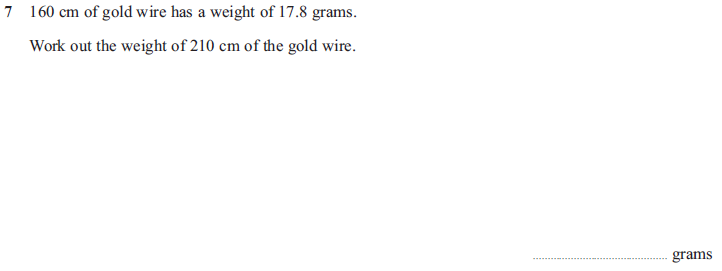 7 160 cm of gold wire has a weight of 17.8 grams.
Work out the weight of 210 cm of the gold wire.
........................................................ grams